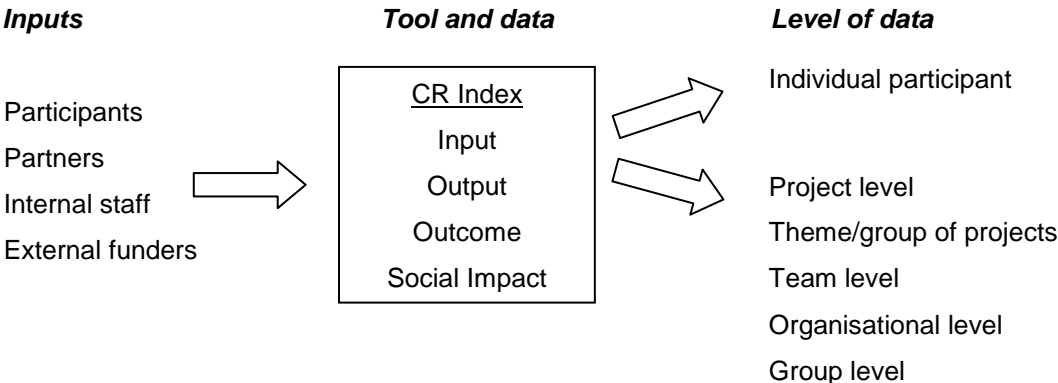 Inputs
Tool and data
Level of data
Participants
Partners
Internal staff
External funders
CR Index
Input
Output
Outcome
Social Impact
Individual participant
Project level
Theme/group of projects
Team level
Organisational level
Group level